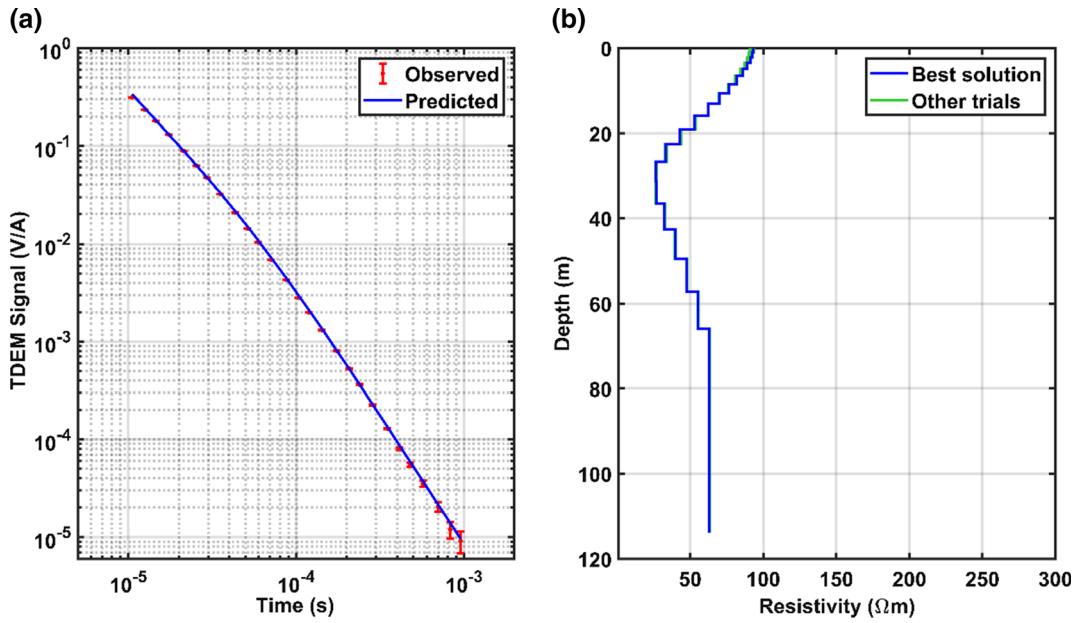 (a)
10^0
10^-1
10^-2
10^-3
10^-4
10^-5
TDEM Signal (V/A)
Observed
Predicted
10^-5
10^-4
10^-3
Time (s)
(b)
0
20
40
60
80
100
120
Depth (m)
Best solution
Other trials
50
100
150
200
250
300
Resistivity (Ωm)